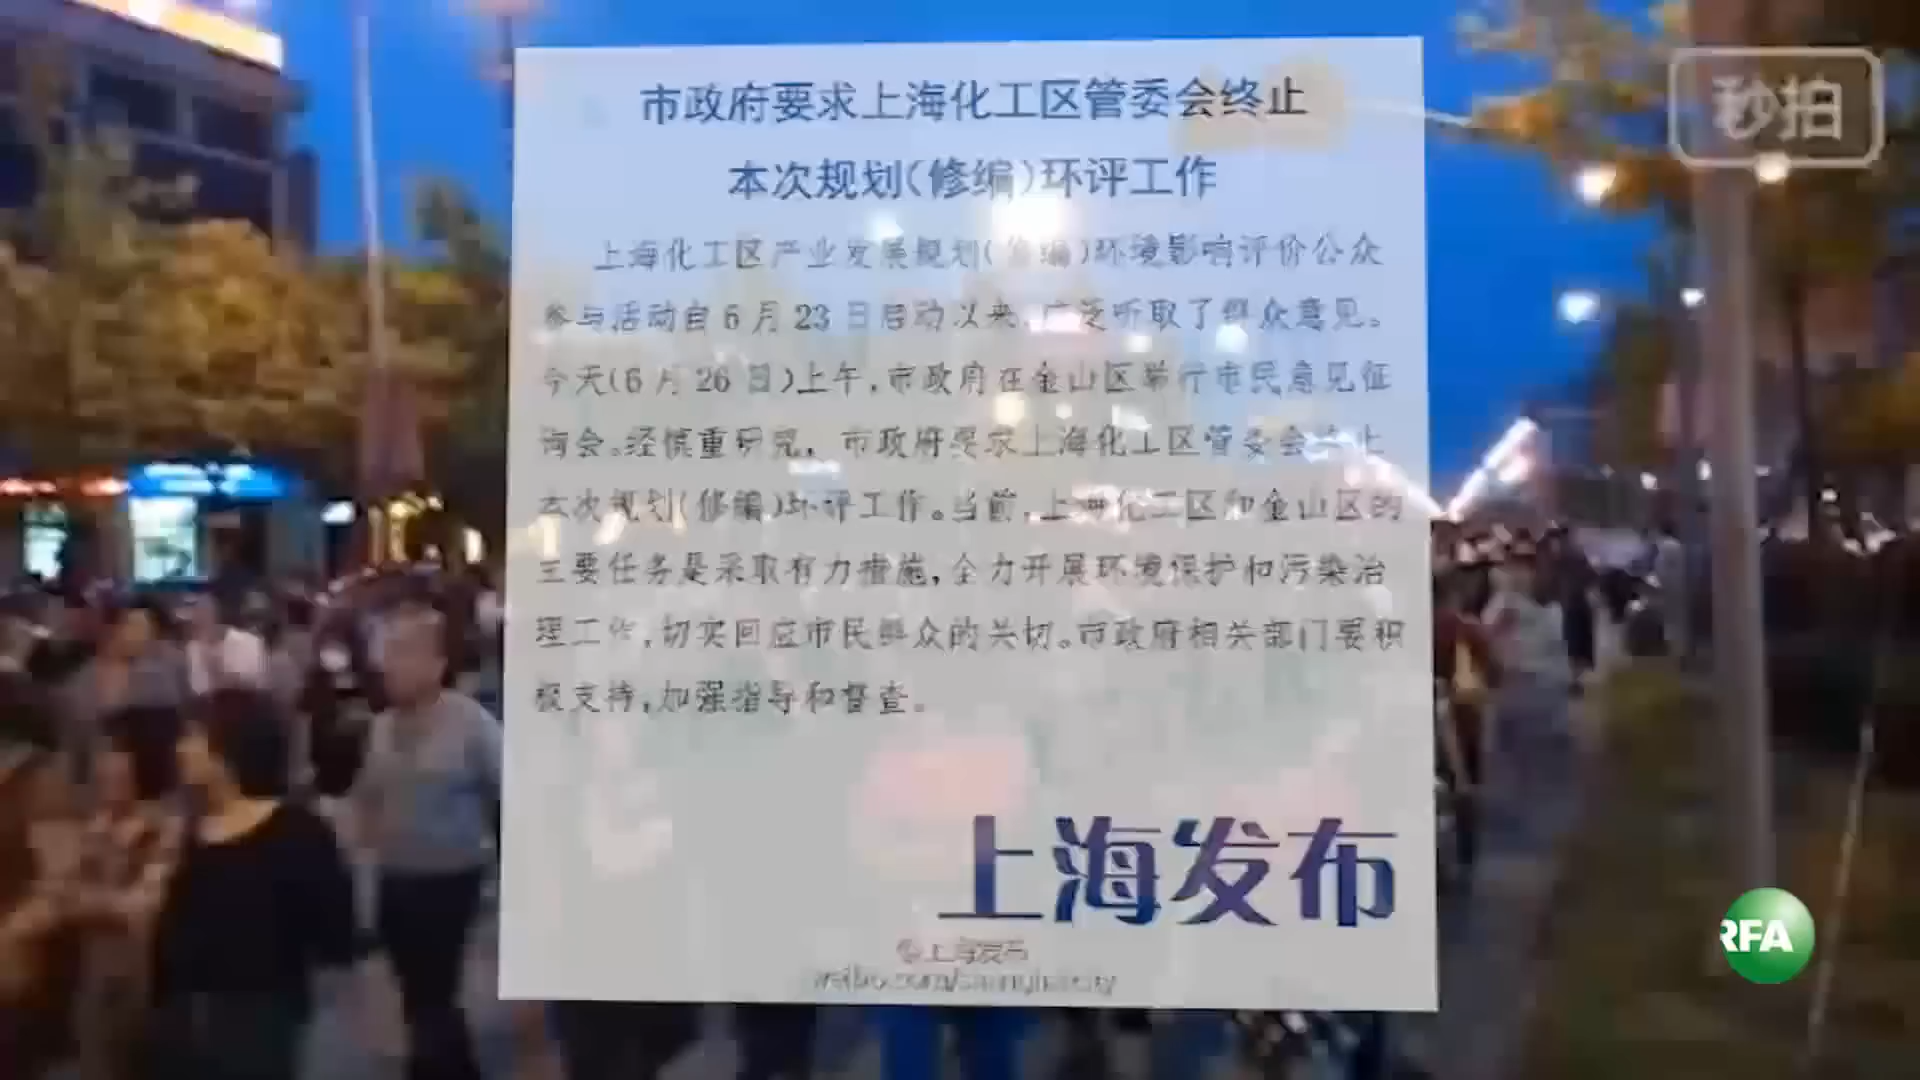 秒拍
市政府要求上海化工区管委会终止
本次规划(修编)环评工作
上海化工区产业发展规划(修编)环境影响评价公众
参与活动自6月23日启动以来,广泛听取了群众意见。
今天(6月26日)上午,市政府在金山区举行市民意见征
询会。经慎重研究,市政府要求上海化工区管委会终止
本次规划(修编)环评工作。当前,上海化工区和金山区的
主要任务是采取有力措施,全力开展环境保护和污染治
理工作,切实回应市民群众的关切。市政府相关部门要积
极支持,加强指导和督查。
上海发布
@上海发布
RFA